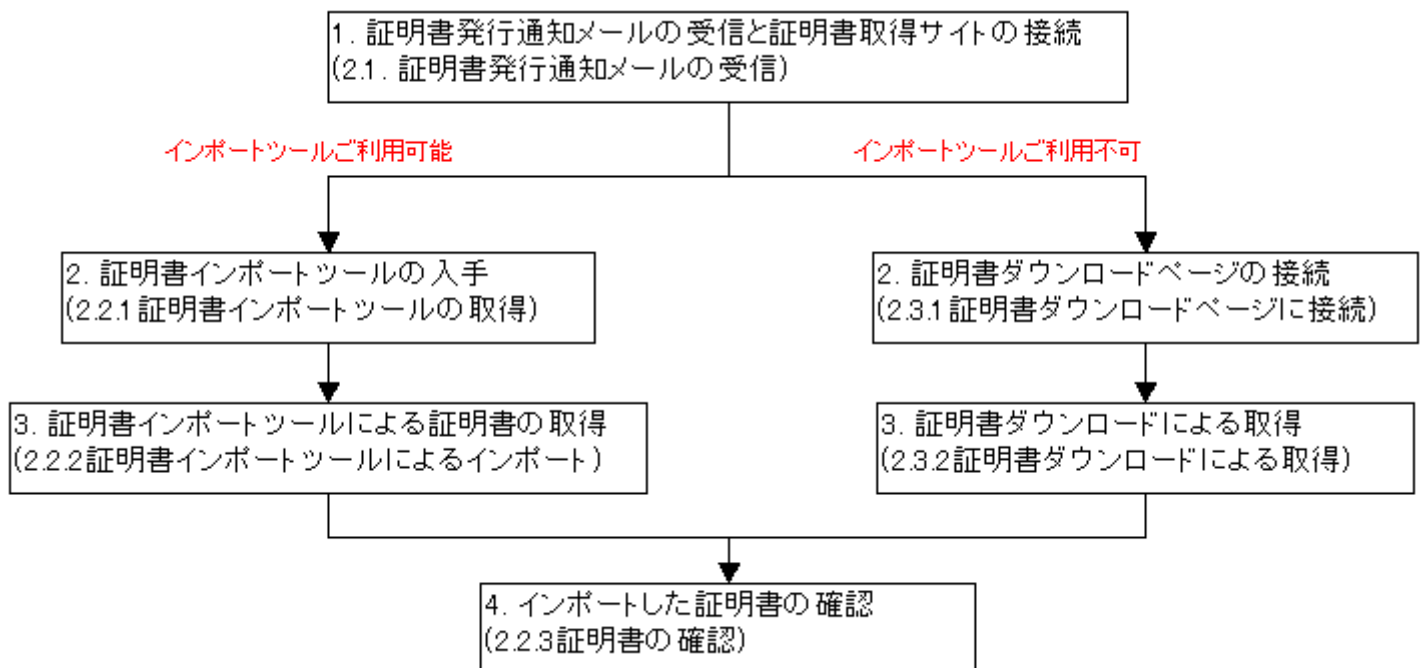 1. 証明書発行通知メールの受信と証明書取得サイトの接続
(2.1. 証明書発行通知メールの受信)
インポートツールご利用可能
インポートツールご利用不可
2. 証明書インポートツールの入手
(2.2.1証明書インポートツールの取得)
2. 証明書ダウンロードページの接続
(2.3.1証明書ダウンロードページに接続)
3. 証明書インポートツールによる証明書の取得
(2.2.2証明書インポートツールによるインポート)
3. 証明書ダウンロードによる取得
(2.3.2証明書ダウンロードによる取得)
4. インポートした証明書の確認
(2.2.3証明書の確認)